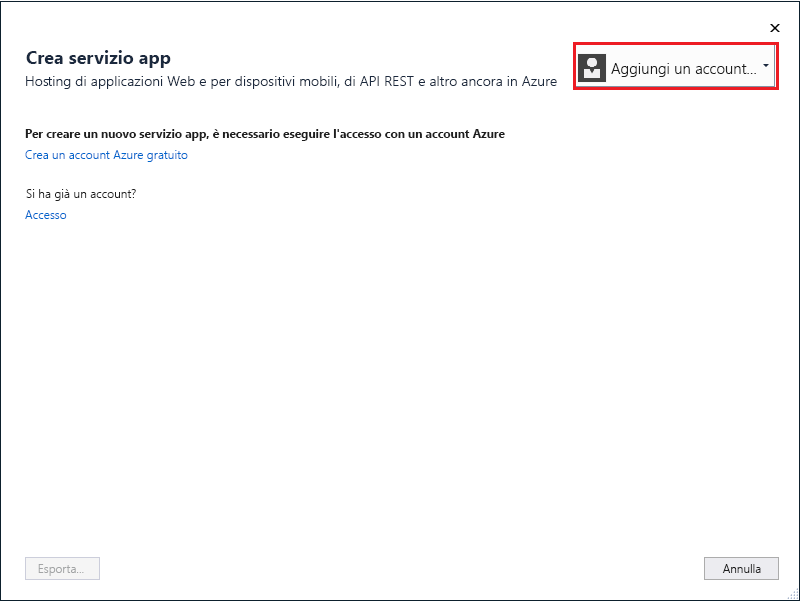 Crea servizio app
Hosting di applicazioni Web e per dispositivi mobili, di API REST e altro ancora in Azure
Aggiungi un account...
Per creare un nuovo servizio app, è necessario eseguire l'accesso con un account Azure
Crea un account Azure gratuito
Si ha già un account?
Accesso
Esporta...
Annulla